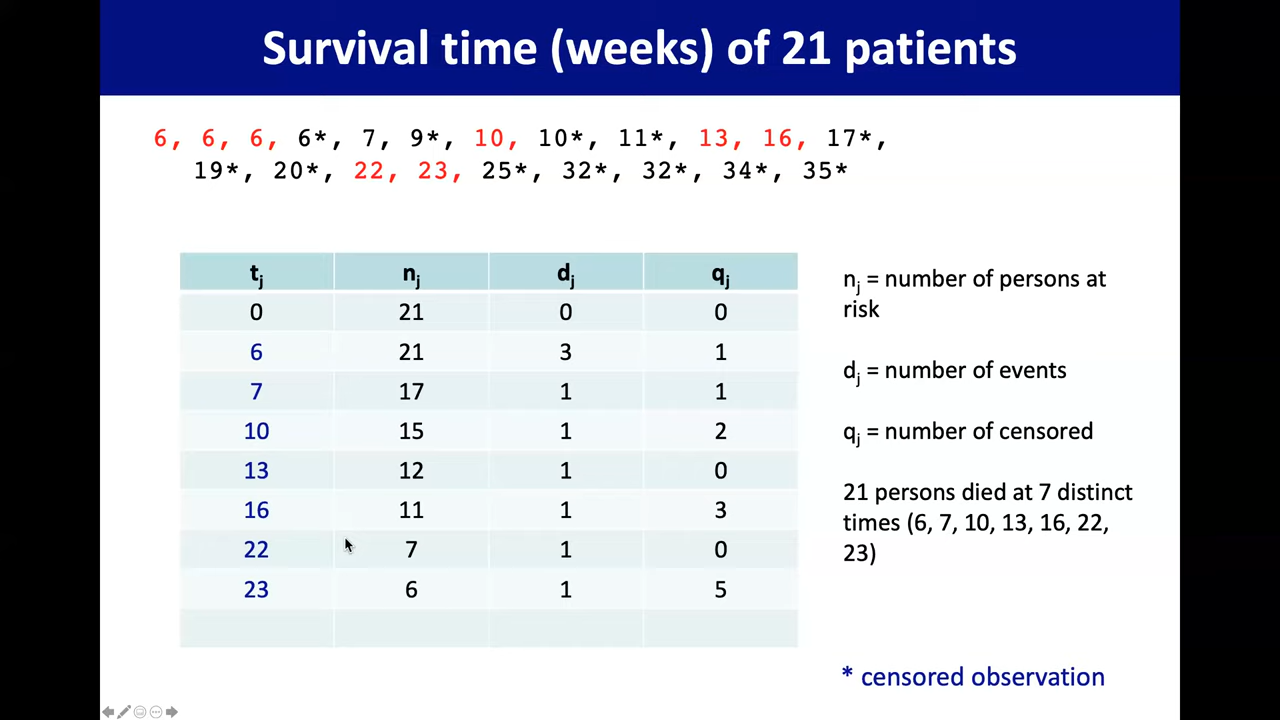 Survival time (weeks) of 21 patients
6, 6, 6, 6*, 7, 9*, 10, 10*, 11*, 13, 16, 17*,
19*, 20*, 22, 23, 25*, 32*, 32*, 34*, 35*
tj nj dj qj
0 21 0 0
6 21 3 1
7 17 1 1
10 15 1 2
13 12 1 0
16 11 1 3
22 7 1 0
23 6 1 5
nj = number of persons at
risk
dj = number of events
qj = number of censored
21 persons died at 7 distinct
times (6, 7, 10, 13, 16, 22,
23)
* censored observation